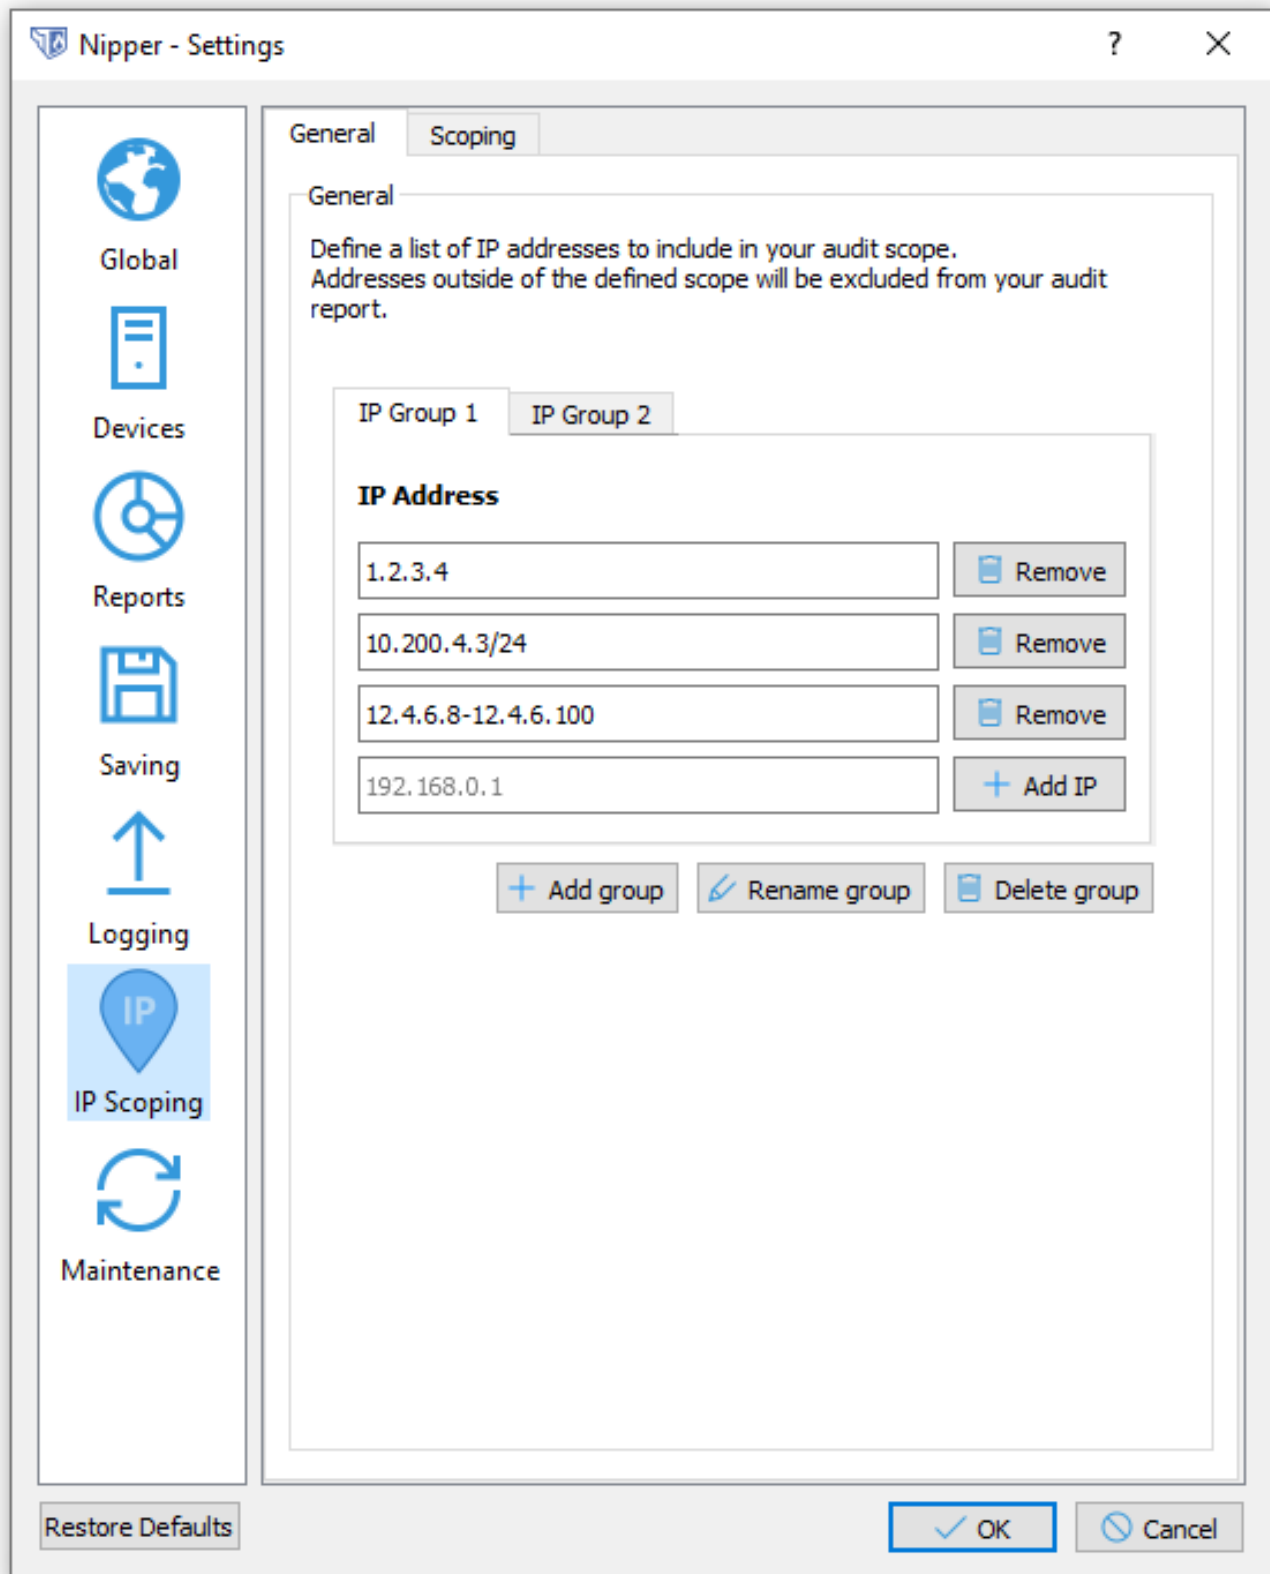 Nipper - Settings
?
Global
Devices
Reports
Saving
Logging
IP
IP Scoping
Maintenance
General
Scoping
General
Define a list of IP addresses to include in your audit scope.
Addresses outside of the defined scope will be excluded from your audit
report.
IP Group 1
IP Group 2
IP Address
1.2.3.4
Remove
10.200.4.3/24
Remove
12.4.6.8-12.4.6.100
Remove
192.168.0.1
Add IP
Add group
Rename group
Delete group
Restore Defaults
OK
Cancel